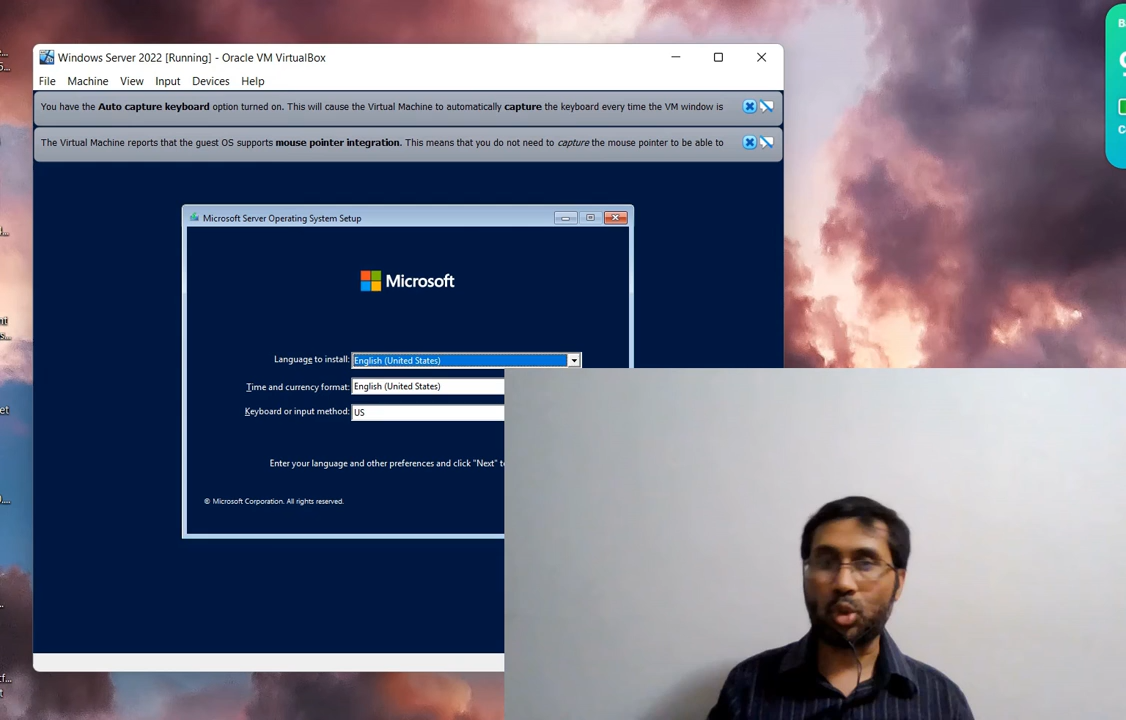 Windows Server 2022 [Running] - Oracle VM VirtualBox
File Machine View Input Devices Help
You have the Auto capture keyboard option turned on. This will cause the Virtual Machine to automatically capture the keyboard every time the VM window is
The Virtual Machine reports that the guest OS supports mouse pointer integration. This means that you do not need to capture the mouse pointer to be able to
Microsoft Server Operating System Setup
Microsoft
Language to install: English (United States)
Time and currency format: English (United States)
Keyboard or input method: US
Enter your language and other preferences and click "Next" to
© Microsoft Corporation. All rights reserved.